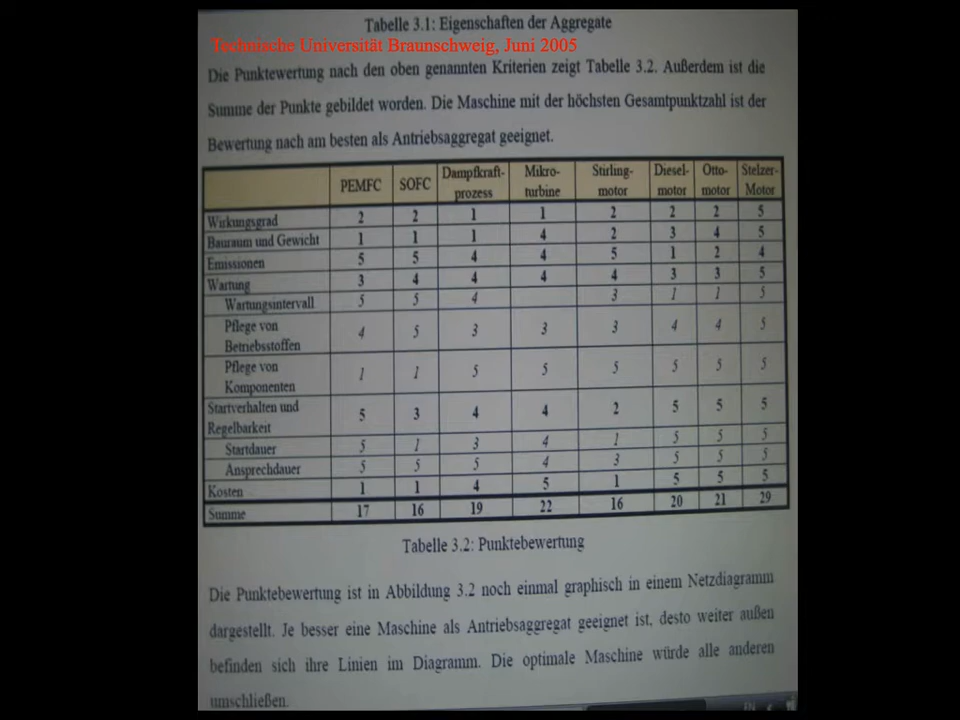 Tabelle 3.1: Eigenschaften der Aggregate
Technische Universität Braunschweig, Juni 2005
Die Punktewertung nach den oben genannten Kriterien zeigt Tabelle 3.2. Außerdem ist die
Summe der Punkte gebildet worden. Die Maschine mit der höchsten Gesamtpunktzahl ist der
Bewertung nach am besten als Antriebsaggregat geeignet.
PEMFC SOFC Dampfkraft-prozess Mikro-turbine Stirling-motor Diesel-motor Otto-motor Stelzer-Motor
Wirkungsgrad 2 2 1 1 2 2 2 5
Bauraum und Gewicht 1 1 1 4 2 3 4 5
Emissionen 5 5 4 4 5 1 2 4
Wartung 3 4 4 4 4 3 3 5
Wartungsintervall 5 5 4 3 1 1 5
Pflege von
Betriebsstoffen 4 5 3 3 3 4 4 5
Pflege von
Komponenten 1 1 5 5 5 5 5 5
Startverhalten und
Regelbarkeit 5 3 4 4 2 5 5 5
Startdauer 5 1 3 4 1 5 5 5
Ansprechdauer 5 5 5 4 3 5 5 5
Kosten 1 1 4 5 1 5 5 5
Summe 17 16 19 22 16 20 21 29
Tabelle 3.2: Punktebewertung
Die Punktebewertung ist in Abbildung 3.2 noch einmal graphisch in einem Netzdiagramm
dargestellt. Je besser eine Maschine als Antriebsaggregat geeignet ist, desto weiter außen
befinden sich ihre Linien im Diagramm. Die optimale Maschine würde alle anderen
umschließen.